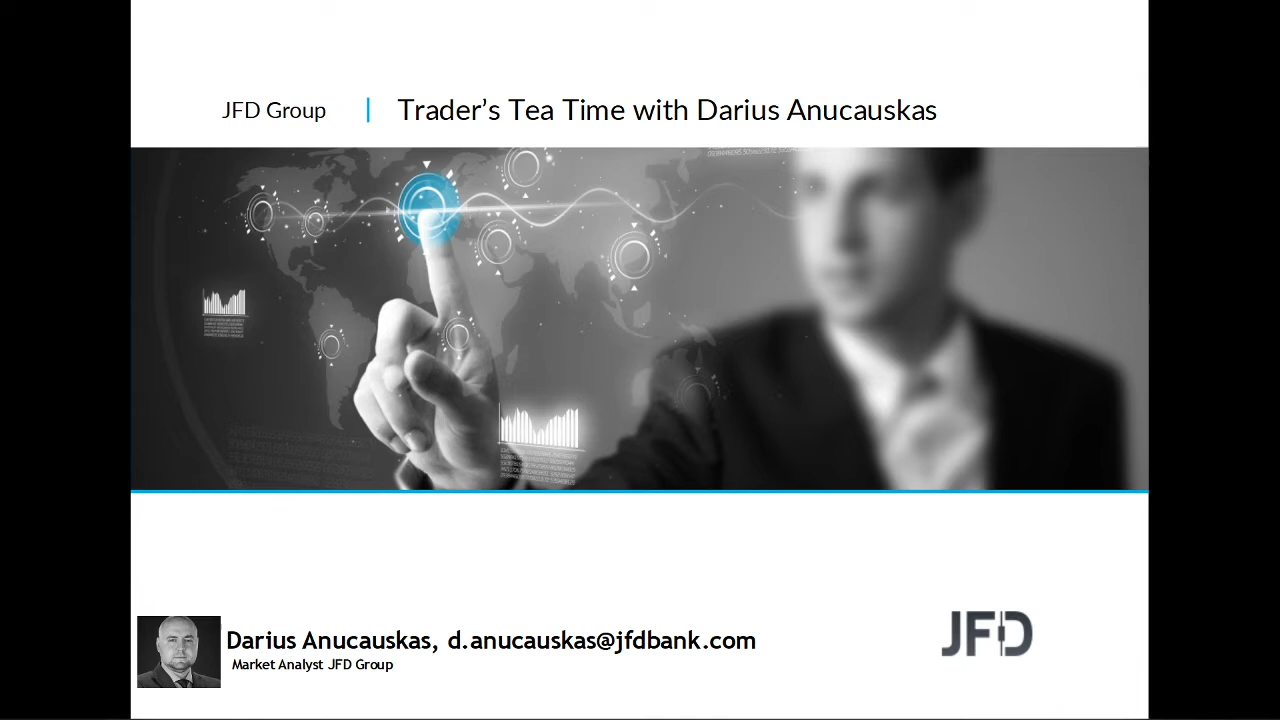 JFD Group
Trader’s Tea Time with Darius Anucauskas
Darius Anucauskas, d.anucauskas@jfdbank.com
Market Analyst JFD Group
JFD